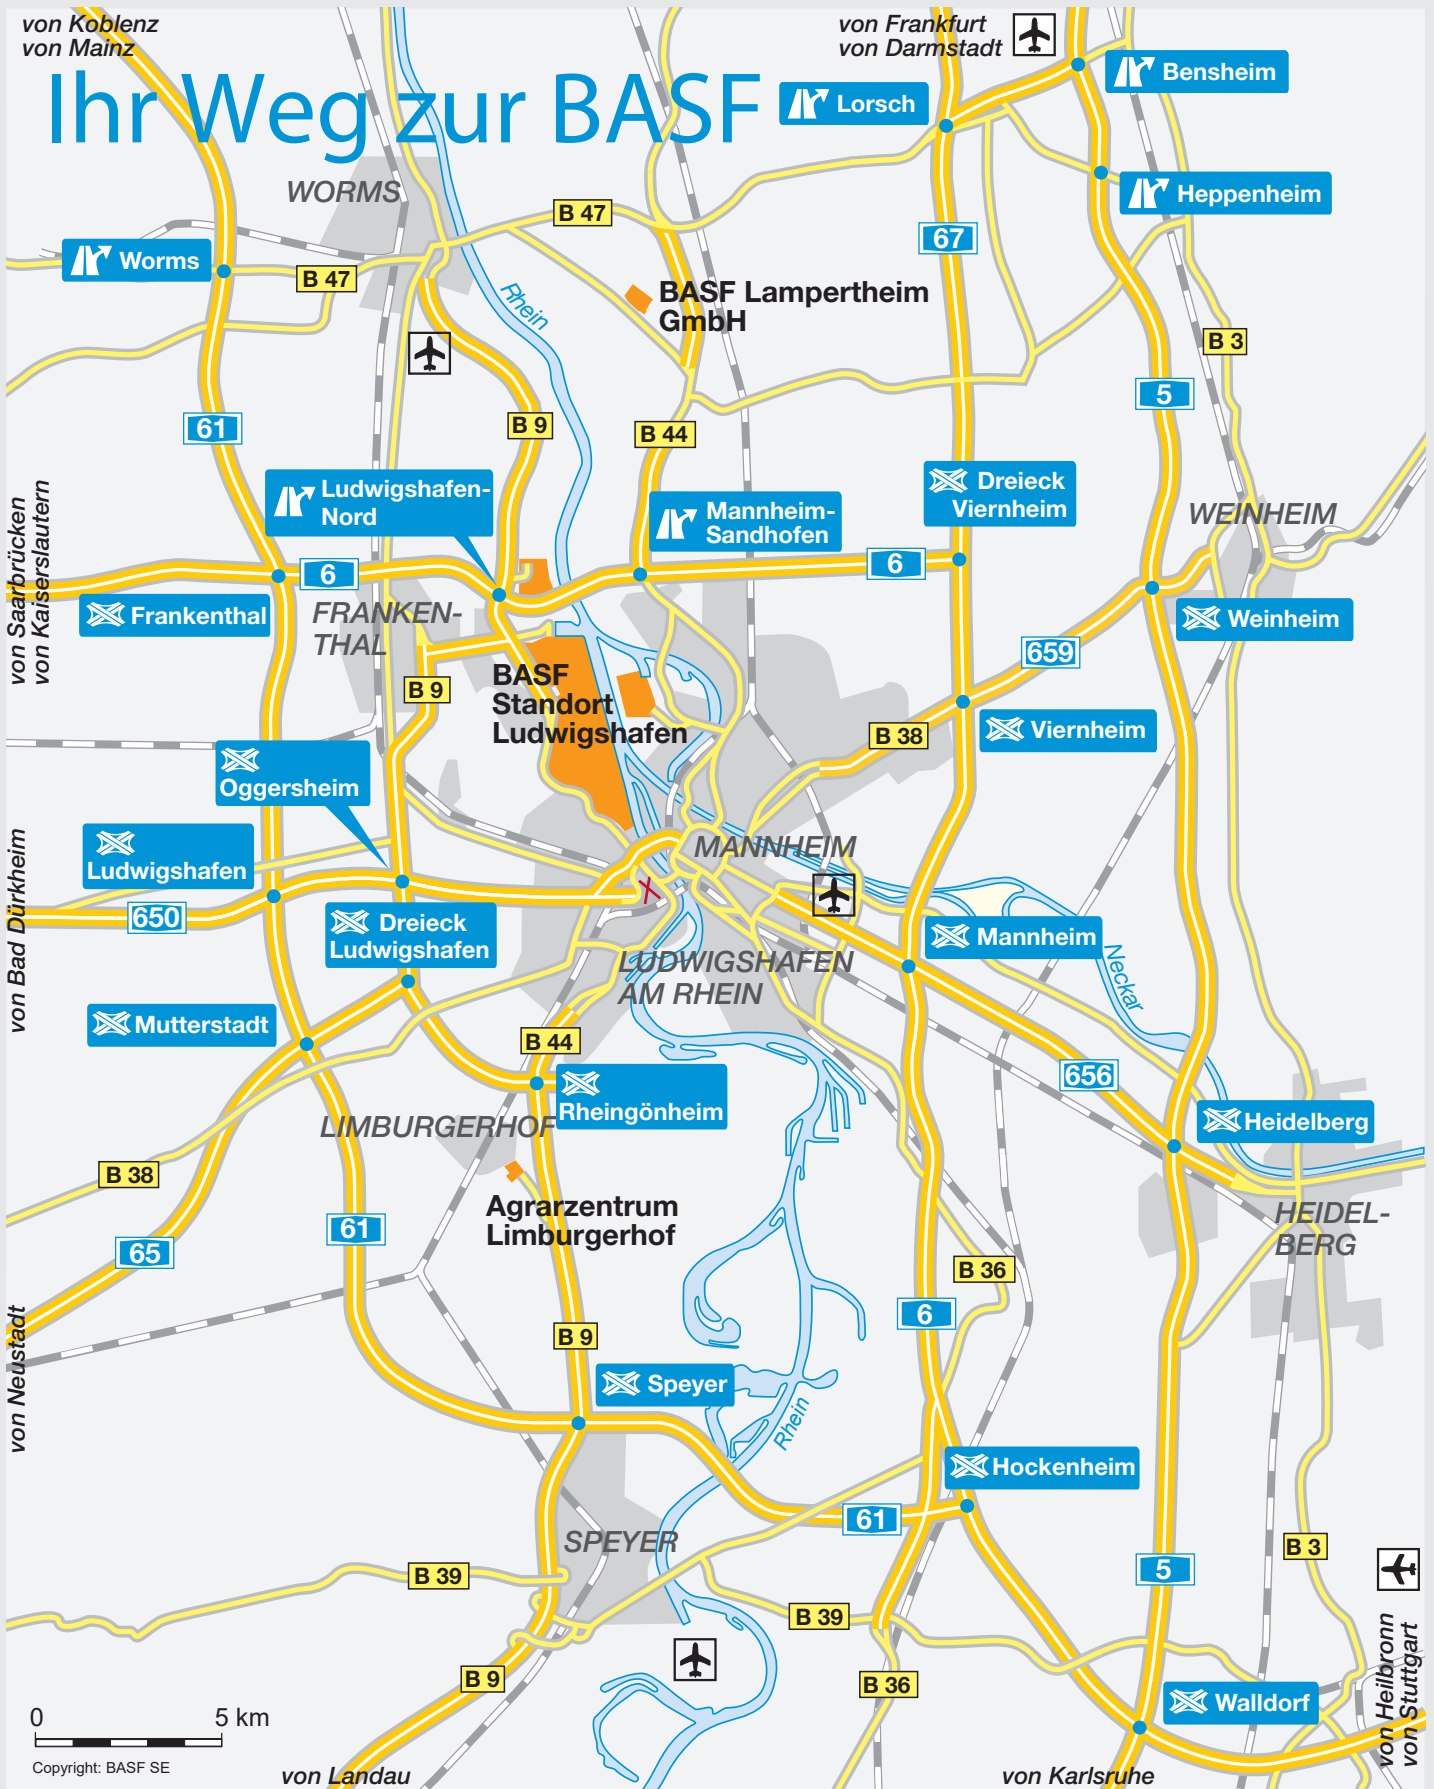 von Koblenz
von Mainz
von Frankfurt
von Darmstadt
Ihr Weg zur BASF
Bensheim
Lorsch
Heppenheim
WORMS
B 47
67
Worms
B 47
Rhein
BASF Lampertheim
GmbH
B 3
5
61
B 9
B 44
Ludwigshafen-
Nord
Mannheim-
Sandhofen
Dreieck
Viernheim
WEINHEIM
von Saarbrücken
von Kaiserslautern
6
6
Frankenthal
FRANKEN-
THAL
Weinheim
659
BASF
Standort
Ludwigshafen
B 9
B 38
Viernheim
Oggersheim
Ludwigshafen
MANNHEIM
von Bad Dürkheim
650
Dreieck
Ludwigshafen
Mannheim
LUDWIGSHAFEN
AM RHEIN
Neckar
Mutterstadt
B 44
656
Rheingönheim
LIMBURGERHOF
Heidelberg
B 38
Agrarzentrum
Limburgerhof
HEIDEL-
BERG
61
65
B 36
6
von Neustadt
B 9
Speyer
Rhein
Hockenheim
61
SPEYER
B 3
B 39
5
B 39
B 9
B 36
von Heilbronn
von Stuttgart
Walldorf
0 5 km
Copyright: BASF SE
von Landau
von Karlsruhe